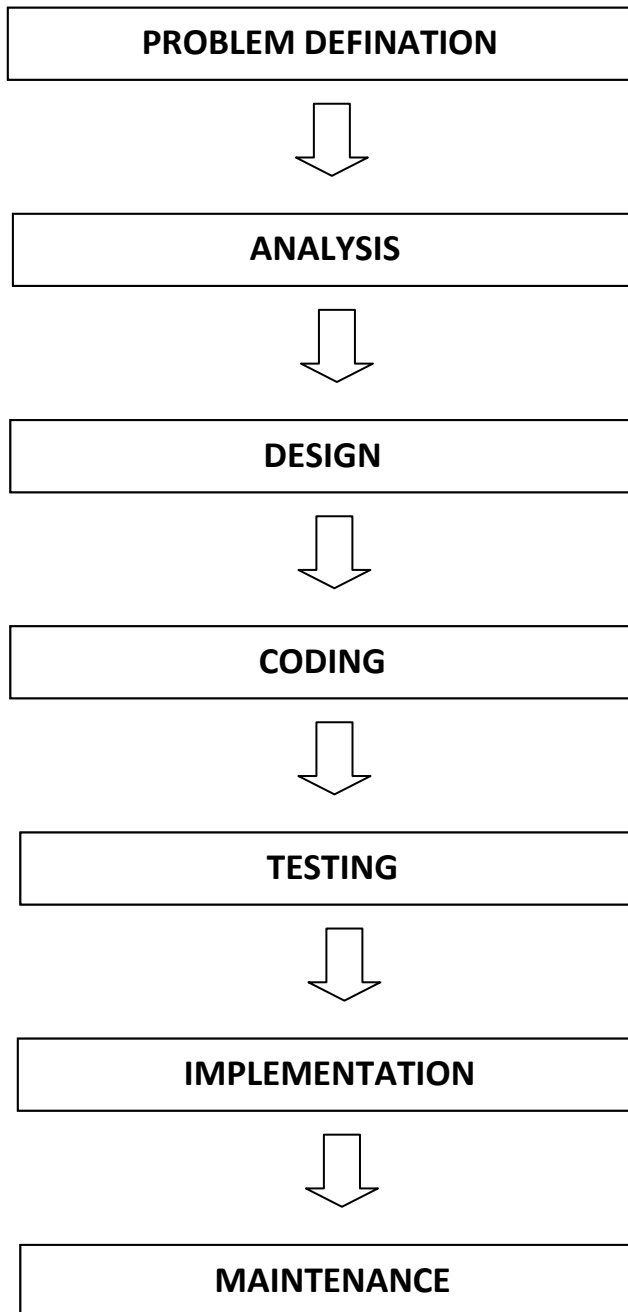 PROBLEM DEFINATION
ANALYSIS
DESIGN
CODING
TESTING
IMPLEMENTATION
MAINTENANCE